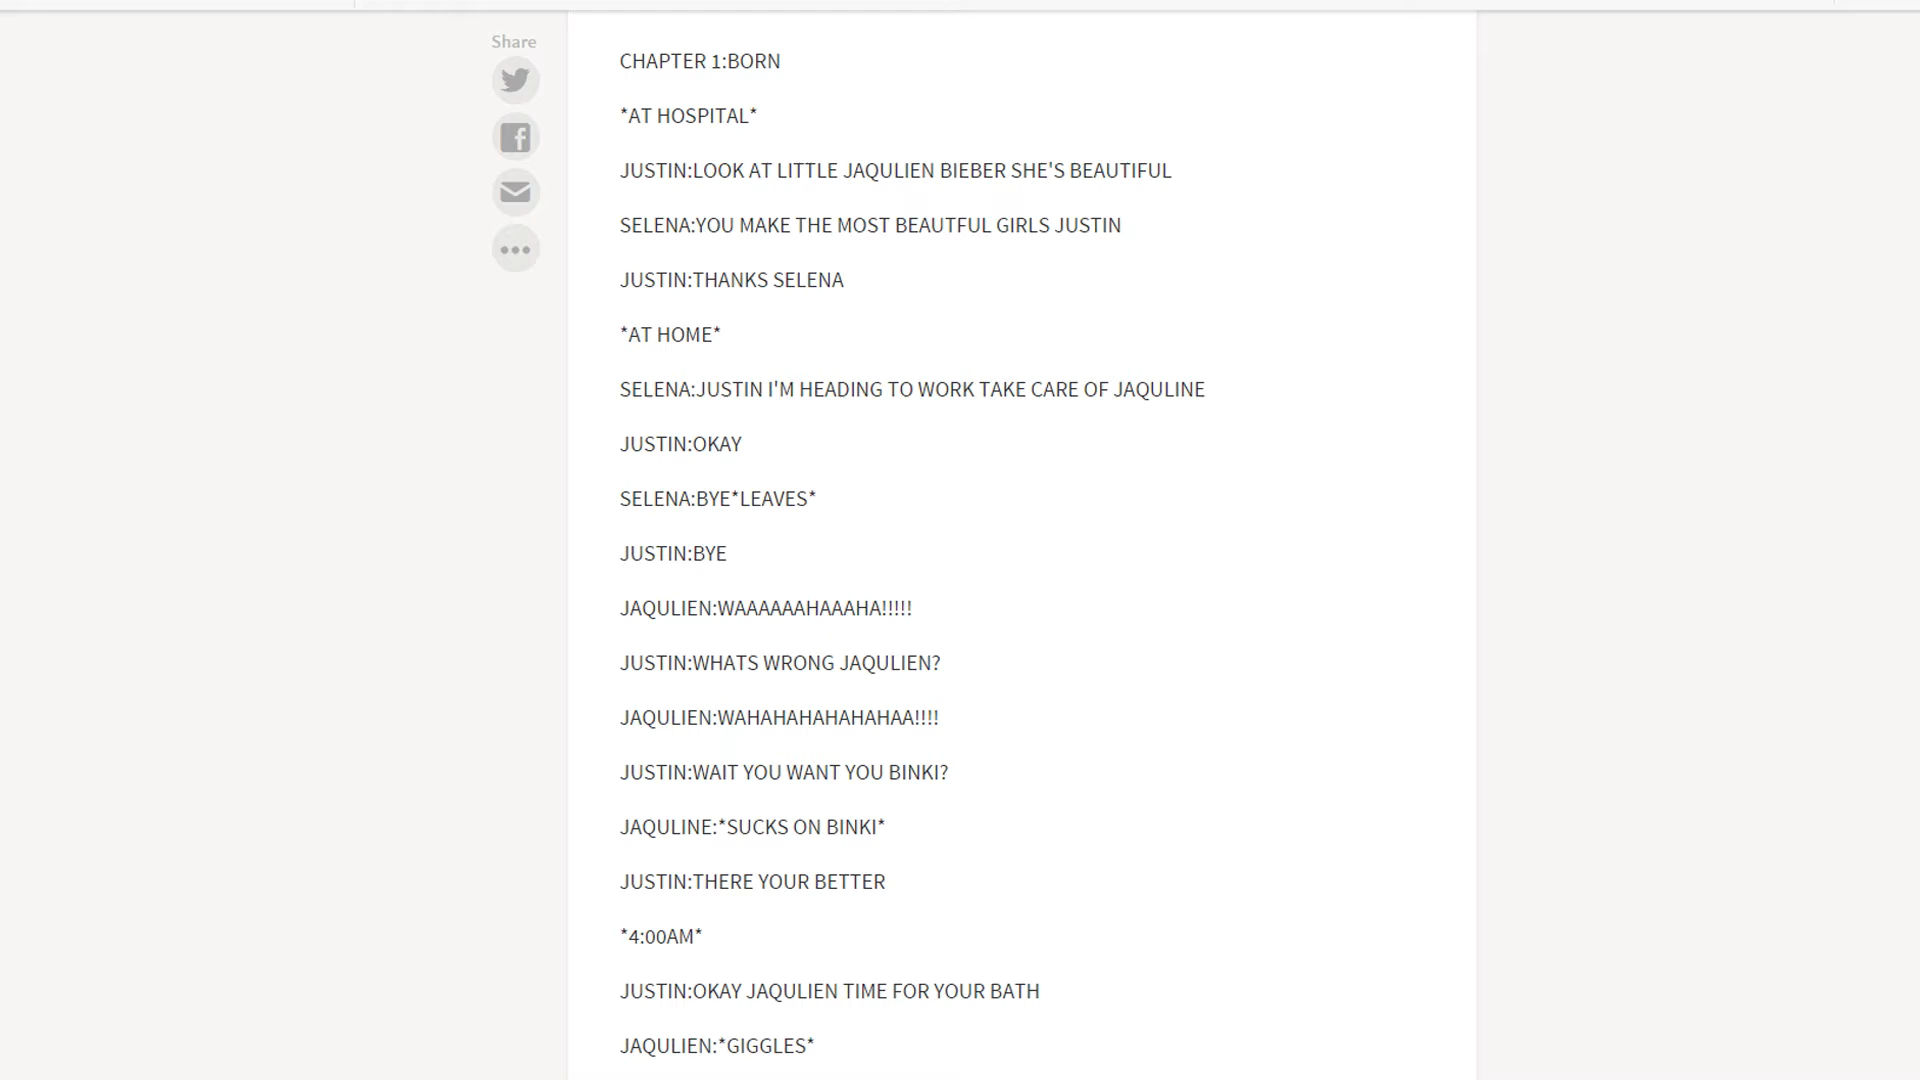 Share
CHAPTER 1:BORN
*AT HOSPITAL*
JUSTIN:LOOK AT LITTLE JAQULIEN BIEBER SHE'S BEAUTIFUL
SELENA:YOU MAKE THE MOST BEAUTFUL GIRLS JUSTIN
JUSTIN:THANKS SELENA
*AT HOME*
SELENA:JUSTIN I'M HEADING TO WORK TAKE CARE OF JAQULINE
JUSTIN:OKAY
SELENA:BYE*LEAVES*
JUSTIN:BYE
JAQULIEN:WAAAAAAHAAAHA!!!!!
JUSTIN:WHATS WRONG JAQULIEN?
JAQULIEN:WAHAHAHAHAHAHAA!!!!
JUSTIN:WAIT YOU WANT YOU BINKI?
JAQULINE:*SUCKS ON BINKI*
JUSTIN:THERE YOUR BETTER
*4:00AM*
JUSTIN:OKAY JAQULIEN TIME FOR YOUR BATH
JAQULIEN:*GIGGLES*